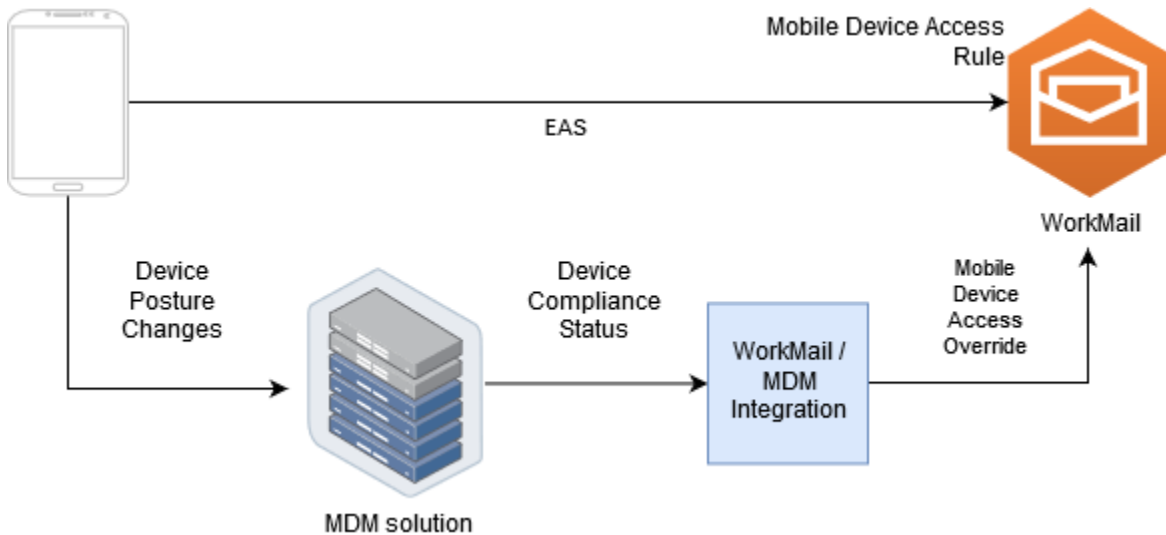 Mobile Device Access
Rule
EAS
WorkMail
Device
Posture
Changes
Device
Compliance
Status
Mobile
Device
Access
Override
WorkMail /
MDM
Integration
MDM solution